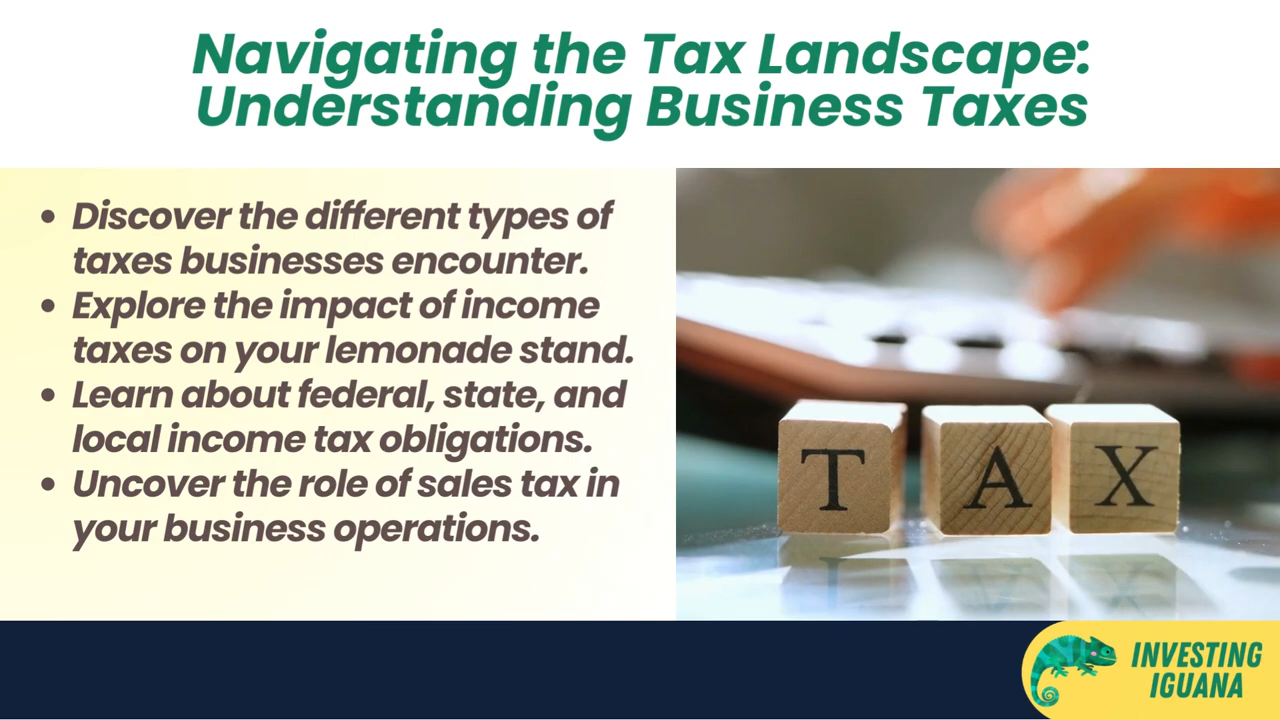 Navigating the Tax Landscape:
Understanding Business Taxes
• Discover the different types of
taxes businesses encounter.
• Explore the impact of income
taxes on your lemonade stand.
• Learn about federal, state, and
local income tax obligations.
• Uncover the role of sales tax in
your business operations.
T A X
INVESTING
IGUANA